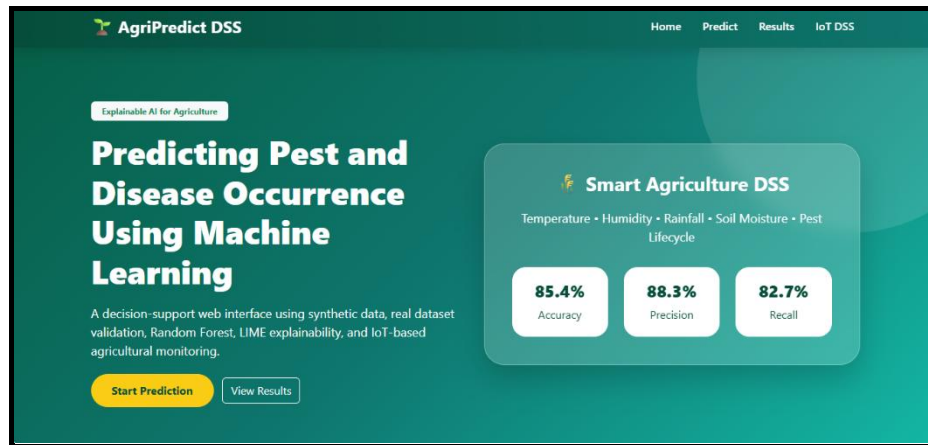 AgriPredict DSS
Home Predict Results IoT DSS
Explainable AI for Agriculture
Predicting Pest and
Disease Occurrence
Using Machine
Learning
A decision-support web interface using synthetic data, real dataset
validation, Random Forest, LIME explainability, and IoT-based
agricultural monitoring.
Start Prediction View Results
Smart Agriculture DSS
Temperature • Humidity • Rainfall • Soil Moisture • Pest
Lifecycle
85.4% 88.3% 82.7%
Accuracy Precision Recall